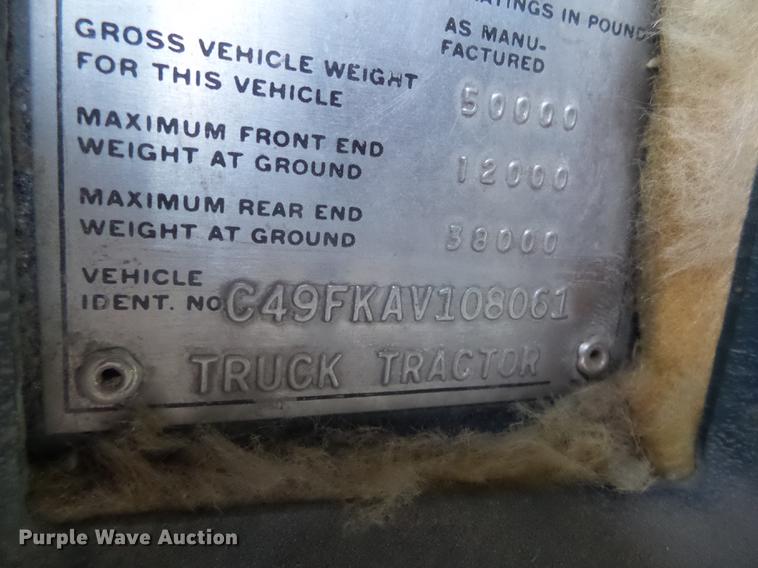 RATINGS IN POUND
AS MANU-
FACTURED
GROSS VEHICLE WEIGHT
FOR THIS VEHICLE
50000
MAXIMUM FRONT END
WEIGHT AT GROUND
12000
MAXIMUM REAR END
WEIGHT AT GROUND
38000
VEHICLE
IDENT. NO. C49FKAV108061
TRUCK TRACTOR
Purple Wave Auction